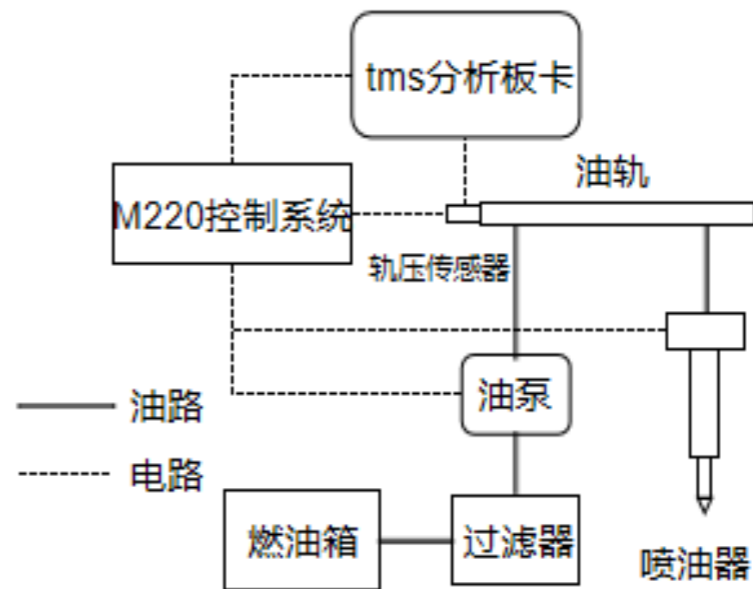 tms分析板卡
油轨
M220控制系统
轨压传感器
油泵
油路
电路
燃油箱
过滤器
喷油器